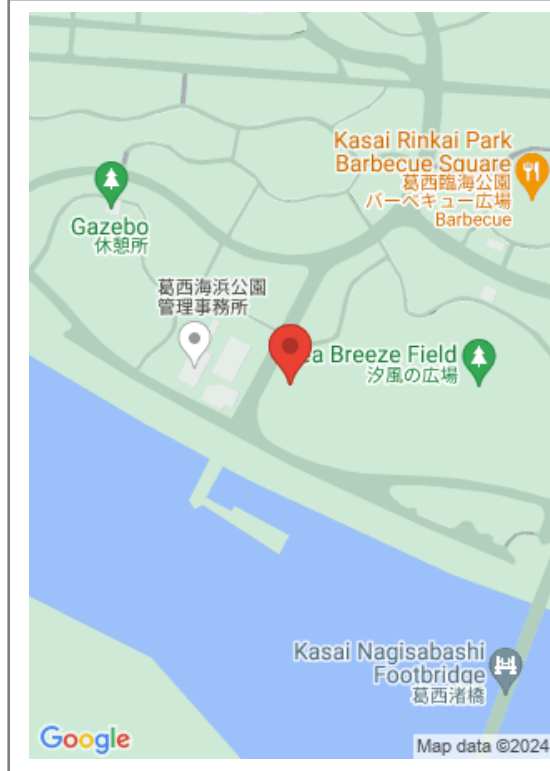 Kasai Rinkai Park
Barbecue Square
葛西臨海公園
バーベキュー広場
Barbecue
Gazebo
休憩所
葛西海浜公園
管理事務所
ea Breeze Field
汐風の広場
Kasai Nagisabashi
Footbridge
葛西渚橋
Google
Map data ©2024